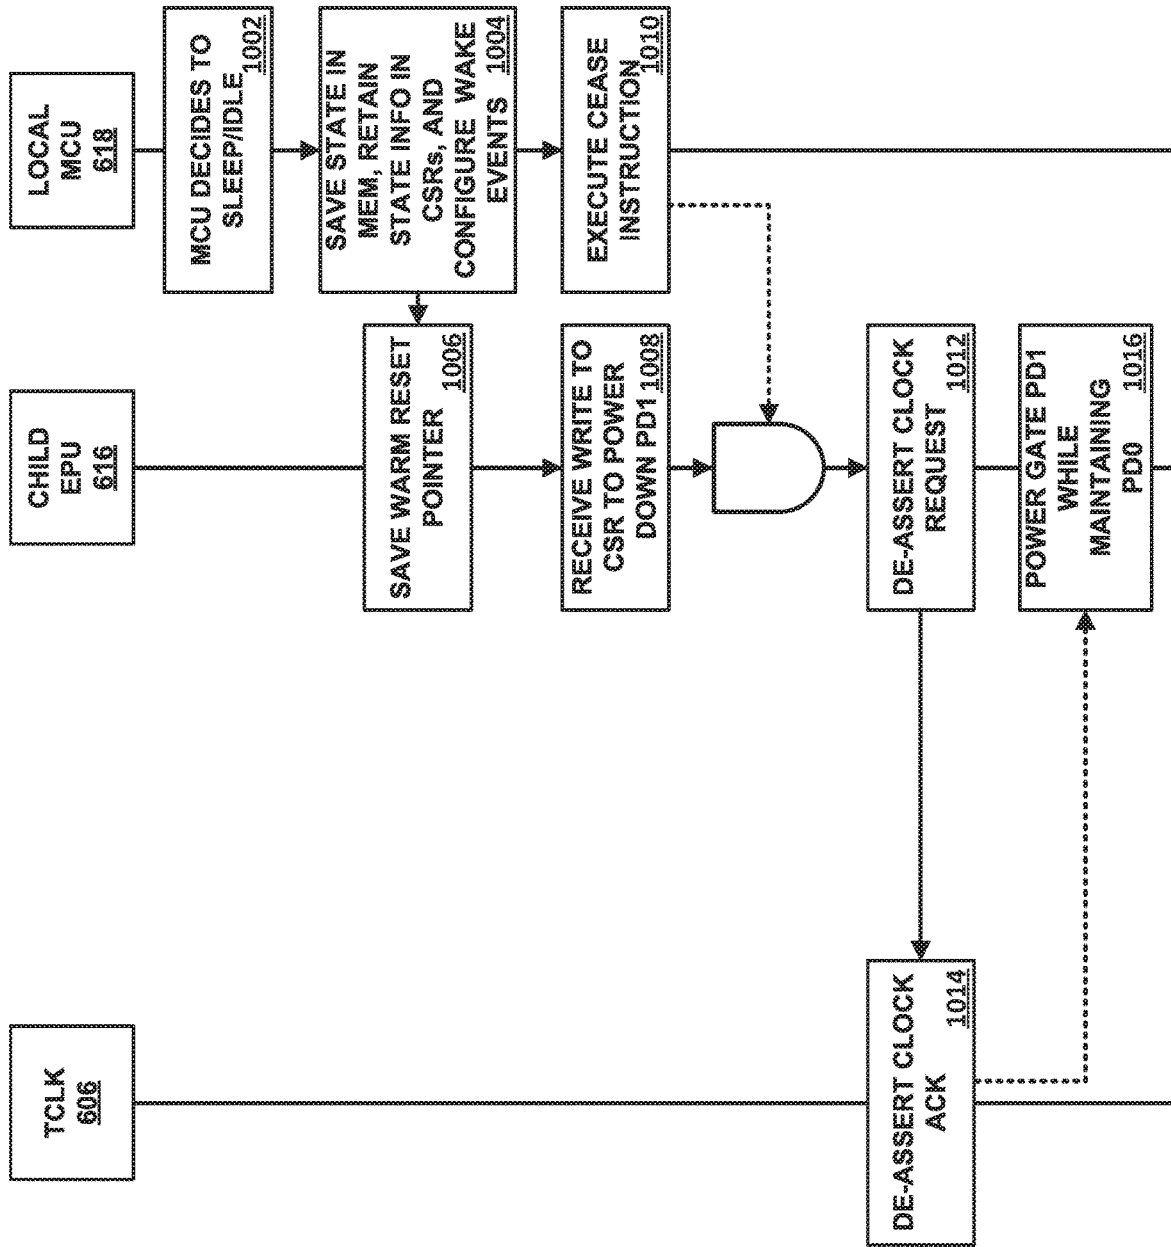 LOCAL
MCU
618
CHILD
EPU
616
TCLK
606
MCU DECIDES TO
SLEEP/IDLE
1002
SAVE STATE IN
MEM, RETAIN
STATE INFO IN
CSRs, AND
CONFIGURE WAKE
EVENTS 1004
SAVE WARM RESET
POINTER 1006
RECEIVE WRITE TO
CSR TO POWER
DOWN PD1 1008
EXECUTE CEASE
INSTRUCTION
1010
DE-ASSERT CLOCK
REQUEST 1012
DE-ASSERT CLOCK
ACK 1014
POWER GATE PD1
WHILE
MAINTAINING
PD0 1016